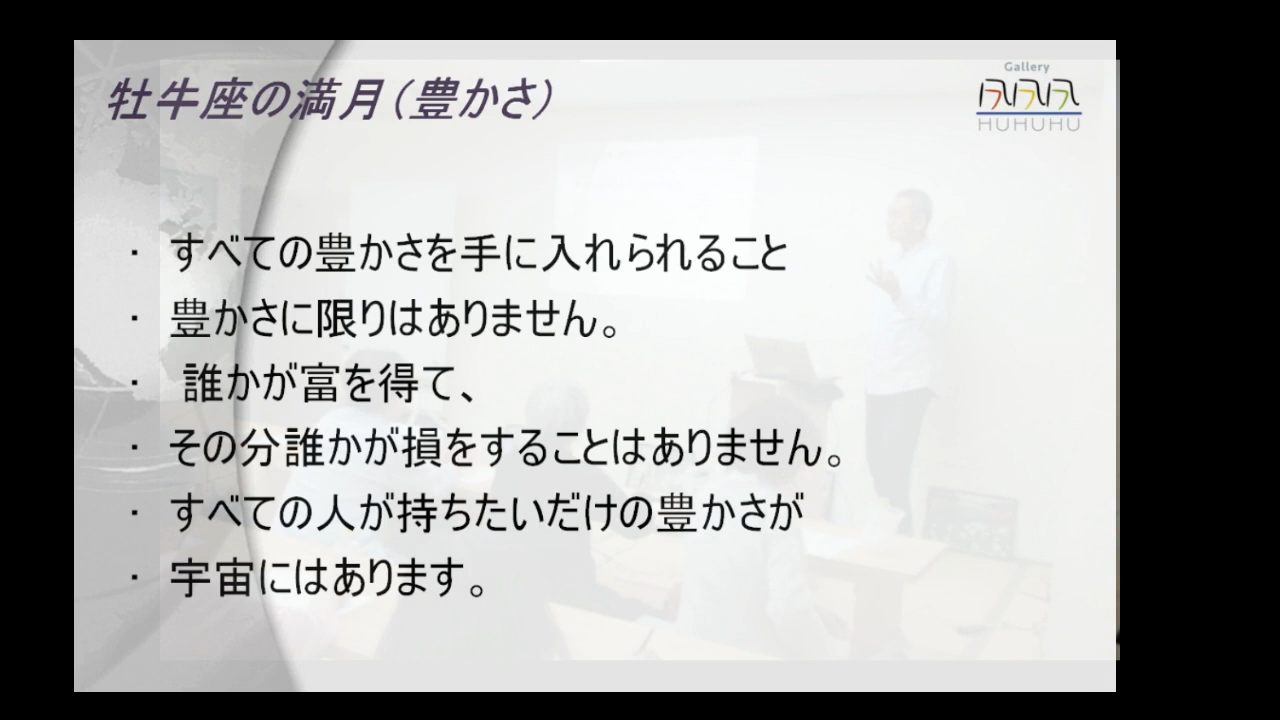 牡牛座の満月（豊かさ）
Gallery
HUHUHU
・ すべての豊かさを手に入れられること
・ 豊かさに限りはありません。
・ 誰かが富を得て、
・ その分誰かが損をすることはありません。
・ すべての人が持ちたいだけの豊かさが
・ 宇宙にはあります。